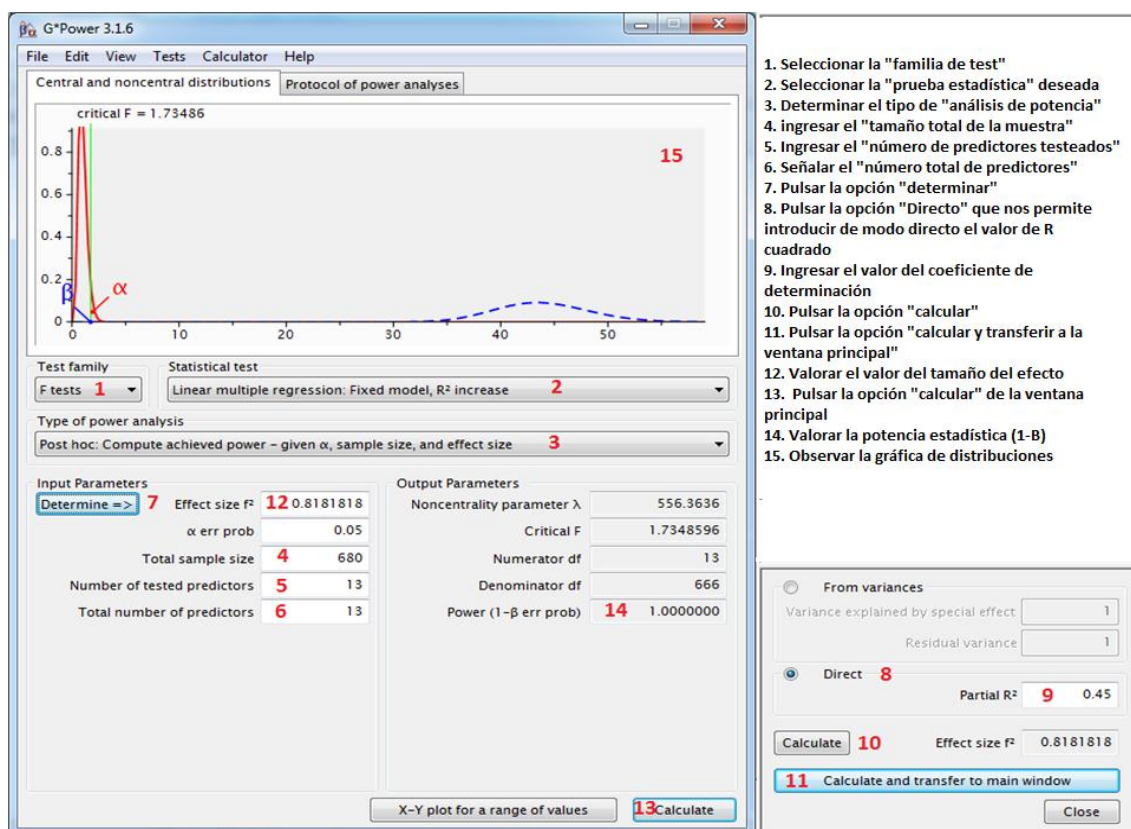 G*Power 3.1.6
File Edit View Tests Calculator Help
Central and noncentral distributions Protocol of power analyses
critical F = 1.73486
15
0.8
0.6
0.4
0.2
0
β
α
0 10 20 30 40 50
Test family Statistical test
F tests 1 Linear multiple regression: Fixed model, R² increase 2
Type of power analysis
Post hoc: Compute achieved power – given α, sample size, and effect size 3
Input Parameters
Determine => 7 Effect size f² 12 0.8181818
α err prob 0.05
Total sample size 4 680
Number of tested predictors 5 13
Total number of predictors 6 13
Output Parameters
Noncentrality parameter λ 556.3636
Critical F 1.7348596
Numerator df 13
Denominator df 666
Power (1-β err prob) 14 1.0000000
X-Y plot for a range of values 13 Calculate
1. Seleccionar la "familia de test"
2. Seleccionar la "prueba estadística" deseada
3. Determinar el tipo de "análisis de potencia"
4. ingresar el "tamaño total de la muestra"
5. Ingresar el "número de predictores testeados"
6. Señalar el "número total de predictores"
7. Pulsar la opción "determinar"
8. Pulsar la opción "Directo" que nos permite
introducir de modo directo el valor de R
cuadrado
9. Ingresar el valor del coeficiente de
determinación
10. Pulsar la opción "calcular"
11. Pulsar la opción "calcular y transferir a la
ventana principal"
12. Valorar el valor del tamaño del efecto
13. Pulsar la opción "calcular" de la ventana
principal
14. Valorar la potencia estadística (1-B)
15. Observar la gráfica de distribuciones
From variances
Variance explained by special effect 1
Residual variance 1
Direct 8
Partial R² 9 0.45
Calculate 10 Effect size f² 0.8181818
11 Calculate and transfer to main window
Close